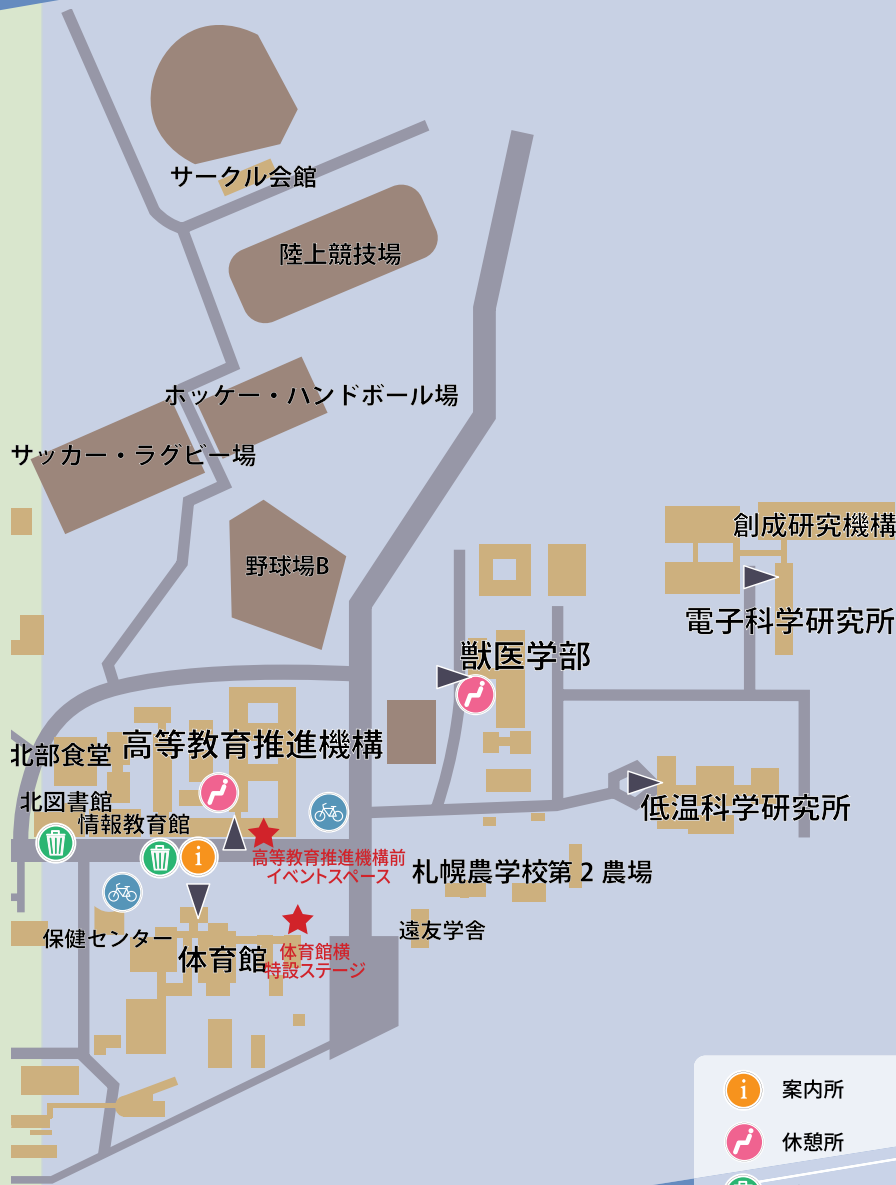 サークル会館
陸上競技場
ホッケー・ハンドボール場
サッカー・ラグビー場
創成研究機構
野球場B
電子科学研究所
獣医学部
高等教育推進機構
北部食堂
北図書館
情報教育館
低温科学研究所
高等教育推進機構前
イベントスペース
札幌農学校第2農場
保健センター
遠友学舎
体育館
体育館横
特設ステージ
案内所
休憩所